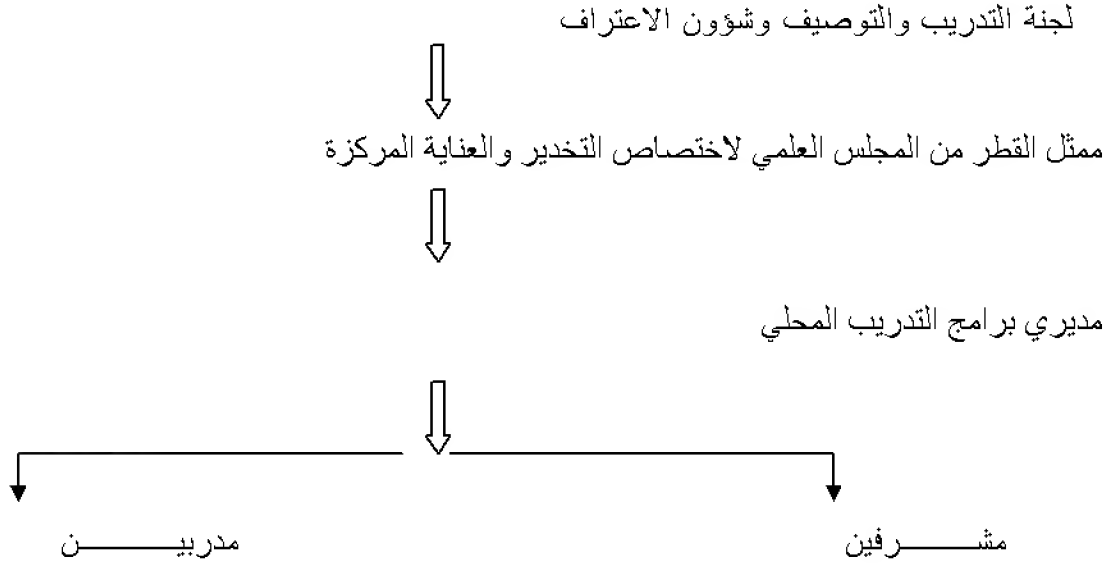 لجنة التدريب والتوصيف وشؤون الاعتراف
ممثل القطر من المجلس العلمي لاختصاص التخدير والعناية المركزة
مديري برامج التدريب المحلي
مشـــــــرفين
مدربيـــــــــن